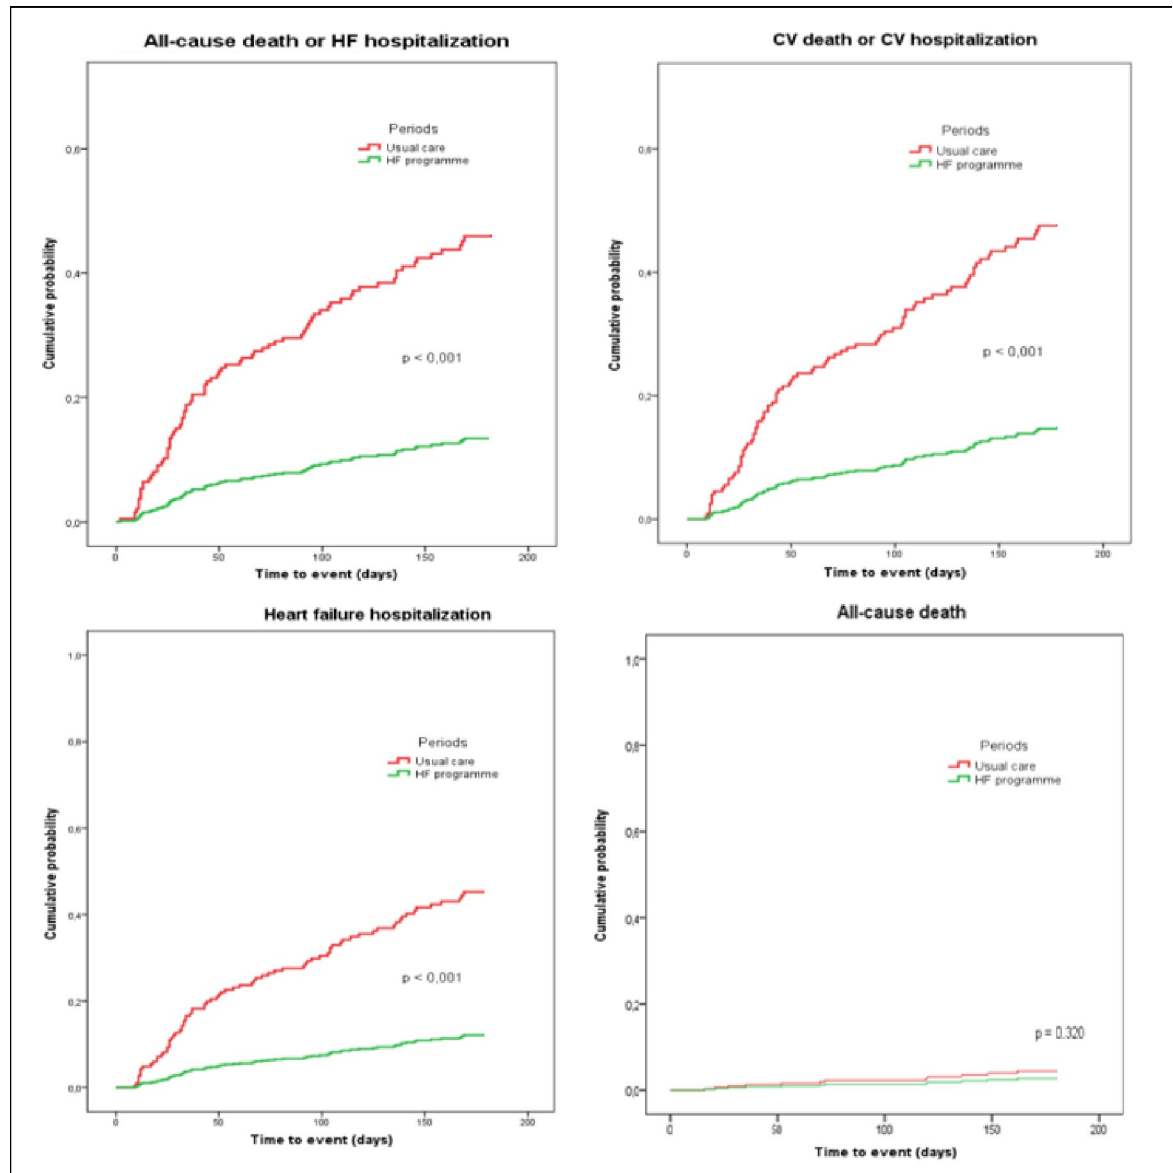 All-cause death or HF hospitalization
0,6
0,4
0,2
0,0
Cumulative probability
Periods
Usual care
HF programme
p < 0,001
0 50 100 150 200
Time to event (days)
CV death or CV hospitalization
0,6
0,4
0,2
0,0
Cumulative probability
Periods
Usual care
HF programme
p < 0,001
0 50 100 150 200
Time to event (days)
Heart failure hospitalization
1,0
0,8
0,6
0,4
0,2
0,0
Cumulative probability
Periods
Usual care
HF programme
p < 0,001
0 50 100 150 200
Time to event (days)
All-cause death
1,0
0,8
0,6
0,4
0,2
0,0
Cumulative probability
Periods
Usual care
HF programme
p = 0.320
0 50 100 150 200
Time to event (days)